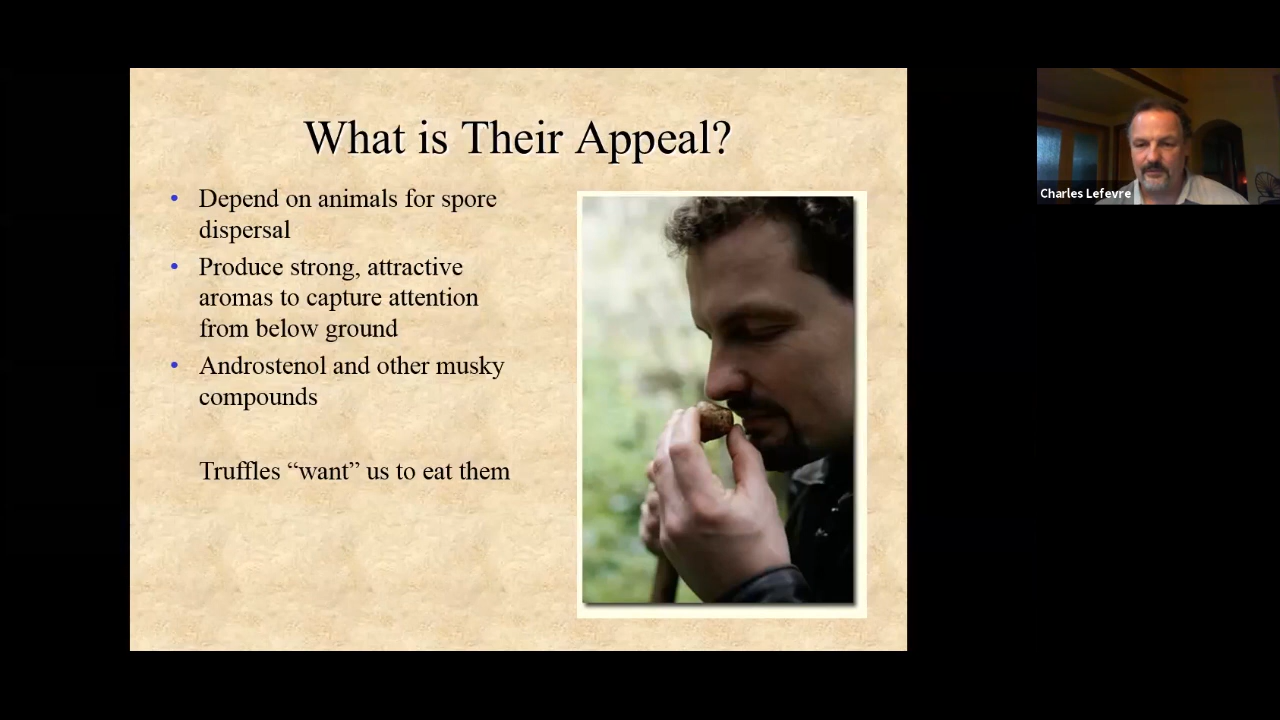 What is Their Appeal?
• Depend on animals for spore
dispersal
• Produce strong, attractive
aromas to capture attention
from below ground
• Androstenol and other musky
compounds
Truffles “want” us to eat them
Charles Lefevre